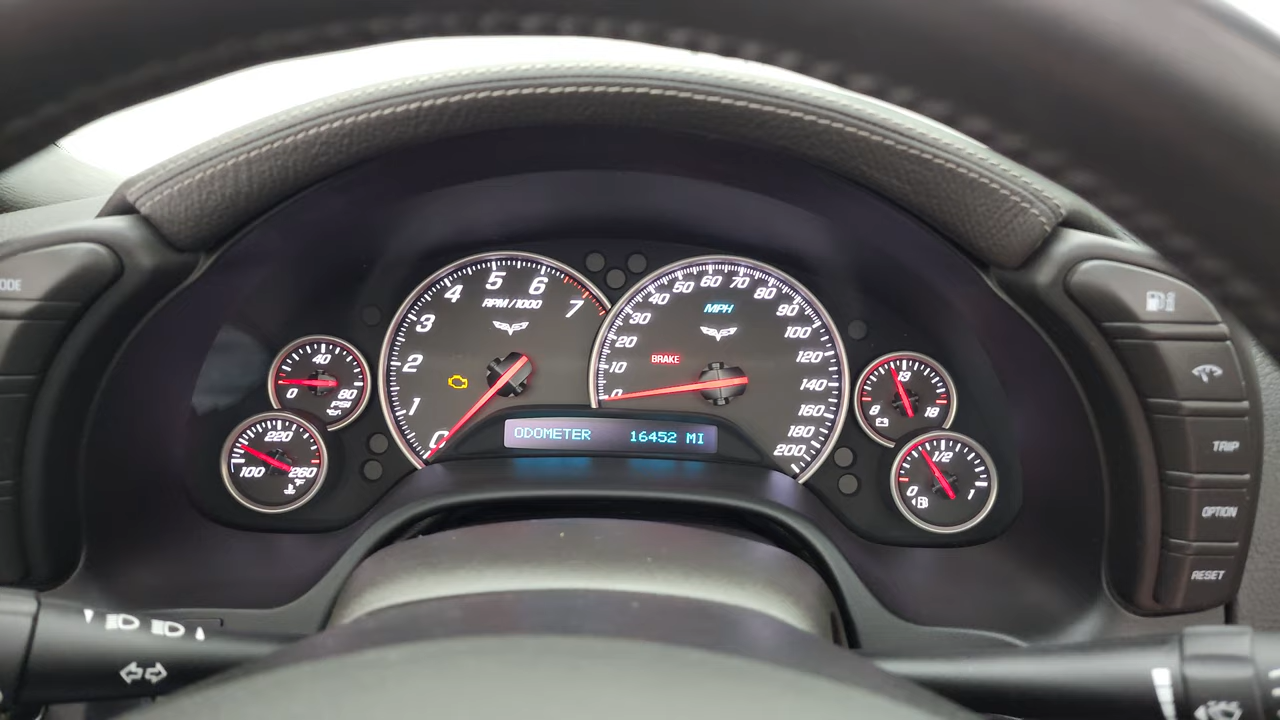 ODE
0 1 2 3 4 5 6 7
RPM/1000
0 10 20 30 40 50 60 70 80 90 100 120 140 160 180 200
MPH
BRAKE
ODOMETER 16452 MI
0 40 80
PSI
100 220 260
°F
8 13 18
0 1/2 1
TRIP
OPTION
RESET